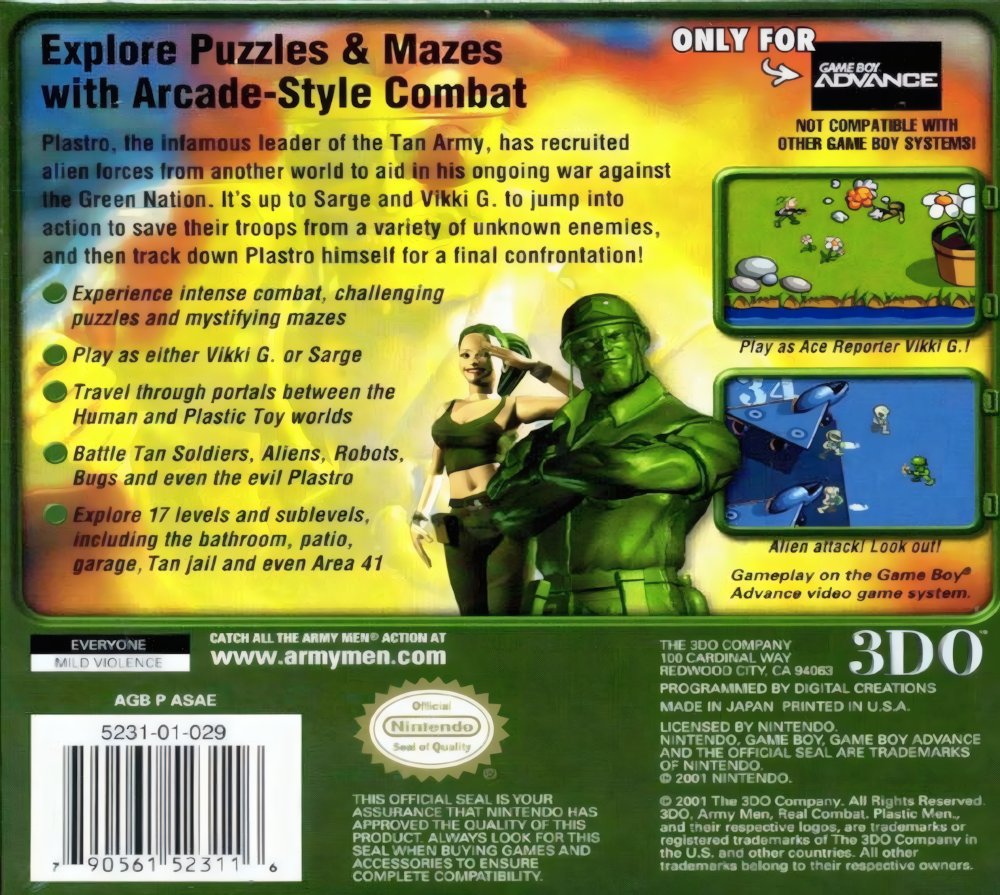 Explore Puzzles & Mazes
with Arcade-Style Combat
Plastro, the infamous leader of the Tan Army, has recruited
alien forces from another world to aid in his ongoing war against
the Green Nation. It's up to Sarge and Vikki G. to jump into
action to save their troops from a variety of unknown enemies,
and then track down Plastro himself for a final confrontation!
Experience intense combat, challenging
puzzles and mystifying mazes
Play as either Vikki G. or Sarge
Travel through portals between the
Human and Plastic Toy worlds
Battle Tan Soldiers, Aliens, Robots,
Bugs and even the evil Plastro
Explore 17 levels and sublevels,
including the bathroom, patio,
garage, Tan jail and even Area 41
ONLY FOR
GAME BOY
ADVANCE
NOT COMPATIBLE WITH
OTHER GAME BOY SYSTEMS!
Play as Ace Reporter Vikki G.!
34
Alien attack! Look out!
Gameplay on the Game Boy®
Advance video game system.
EVERYONE
MILD VIOLENCE
CATCH ALL THE ARMY MEN® ACTION AT
www.armymen.com
AGB P ASAE
5231-01-029
7 90561 52311 6
Official
Nintendo
Seal of Quality
®
THIS OFFICIAL SEAL IS YOUR
ASSURANCE THAT NINTENDO HAS
APPROVED THE QUALITY OF THIS
PRODUCT. ALWAYS LOOK FOR THIS
SEAL WHEN BUYING GAMES AND
ACCESSORIES TO ENSURE
COMPLETE COMPATIBILITY.
THE 3DO COMPANY
100 CARDINAL WAY
REDWOOD CITY, CA 94063
3DO™
PROGRAMMED BY DIGITAL CREATIONS
MADE IN JAPAN PRINTED IN U.S.A.
LICENSED BY NINTENDO.
NINTENDO, GAME BOY, GAME BOY ADVANCE
AND THE OFFICIAL SEAL ARE TRADEMARKS
OF NINTENDO.
© 2001 NINTENDO.
© 2001 The 3DO Company. All Rights Reserved.
3DO, Army Men, Real Combat. Plastic Men.,
and their respective logos, are trademarks or
registered trademarks of The 3DO Company in
the U.S. and other countries. All other
trademarks belong to their respective owners.